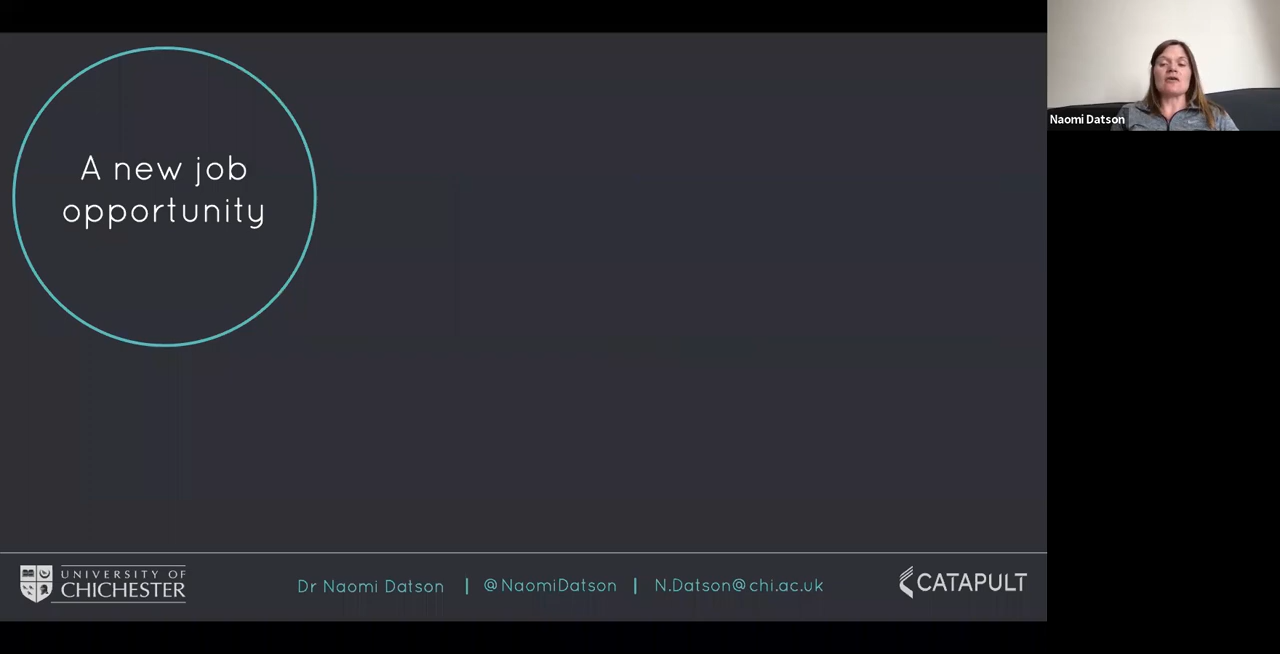 A new job
opportunity
Naomi Datson
UNIVERSITY OF
CHICHESTER
Dr Naomi Datson | @NaomiDatson | N.Datson@chi.ac.uk
CATAPULT